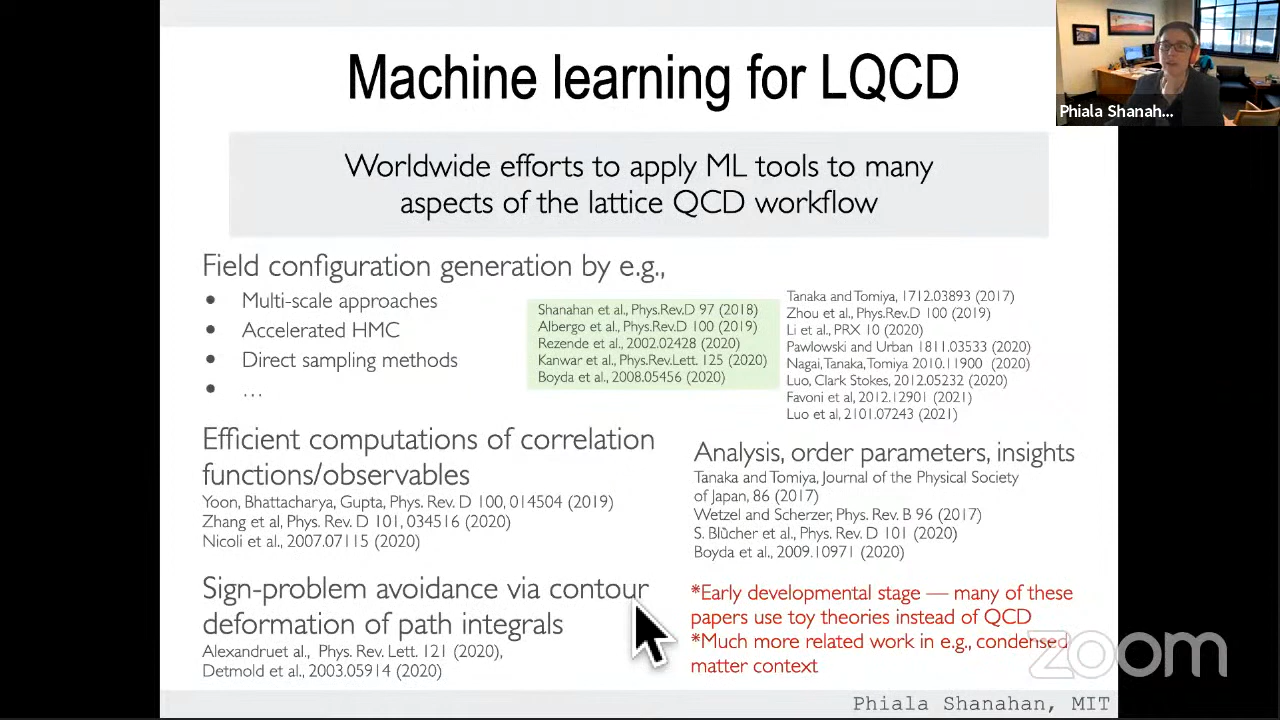 Machine learning for LQCD
Phiala Shanah...
Worldwide efforts to apply ML tools to many
aspects of the lattice QCD workflow
Field configuration generation by e.g.,
• Multi-scale approaches
• Accelerated HMC
• Direct sampling methods
• ...
Shanahan et al., Phys.Rev.D 97 (2018)
Albergo et al., Phys.Rev.D 100 (2019)
Rezende et al., 2002.02428 (2020)
Kanwar et al., Phys.Rev.Lett. 125 (2020)
Boyda et al., 2008.05456 (2020)
Tanaka and Tomiya, 1712.03893 (2017)
Zhou et al., Phys.Rev.D 100 (2019)
Li et al., PRX 10 (2020)
Pawlowski and Urban 1811.03533 (2020)
Nagai, Tanaka, Tomiya 2010.11900 (2020)
Luo, Clark Stokes, 2012.05232 (2020)
Favoni et al, 2012.12901 (2021)
Luo et al, 2101.07243 (2021)
Efficient computations of correlation
functions/observables
Yoon, Bhattacharya, Gupta, Phys. Rev. D 100, 014504 (2019)
Zhang et al, Phys. Rev. D 101, 034516 (2020)
Nicoli et al., 2007.07115 (2020)
Analysis, order parameters, insights
Tanaka and Tomiya, Journal of the Physical Society
of Japan, 86 (2017)
Wetzel and Scherzer, Phys. Rev. B 96 (2017)
S. Blücher et al., Phys. Rev. D 101 (2020)
Boyda et al., 2009.10971 (2020)
Sign-problem avoidance via contour
deformation of path integrals
Alexandru et al., Phys. Rev. Lett. 121 (2020),
Detmold et al., 2003.05914 (2020)
*Early developmental stage — many of these
papers use toy theories instead of QCD
*Much more related work in e.g., condensed
matter context
zoom
Phiala Shanahan, MIT